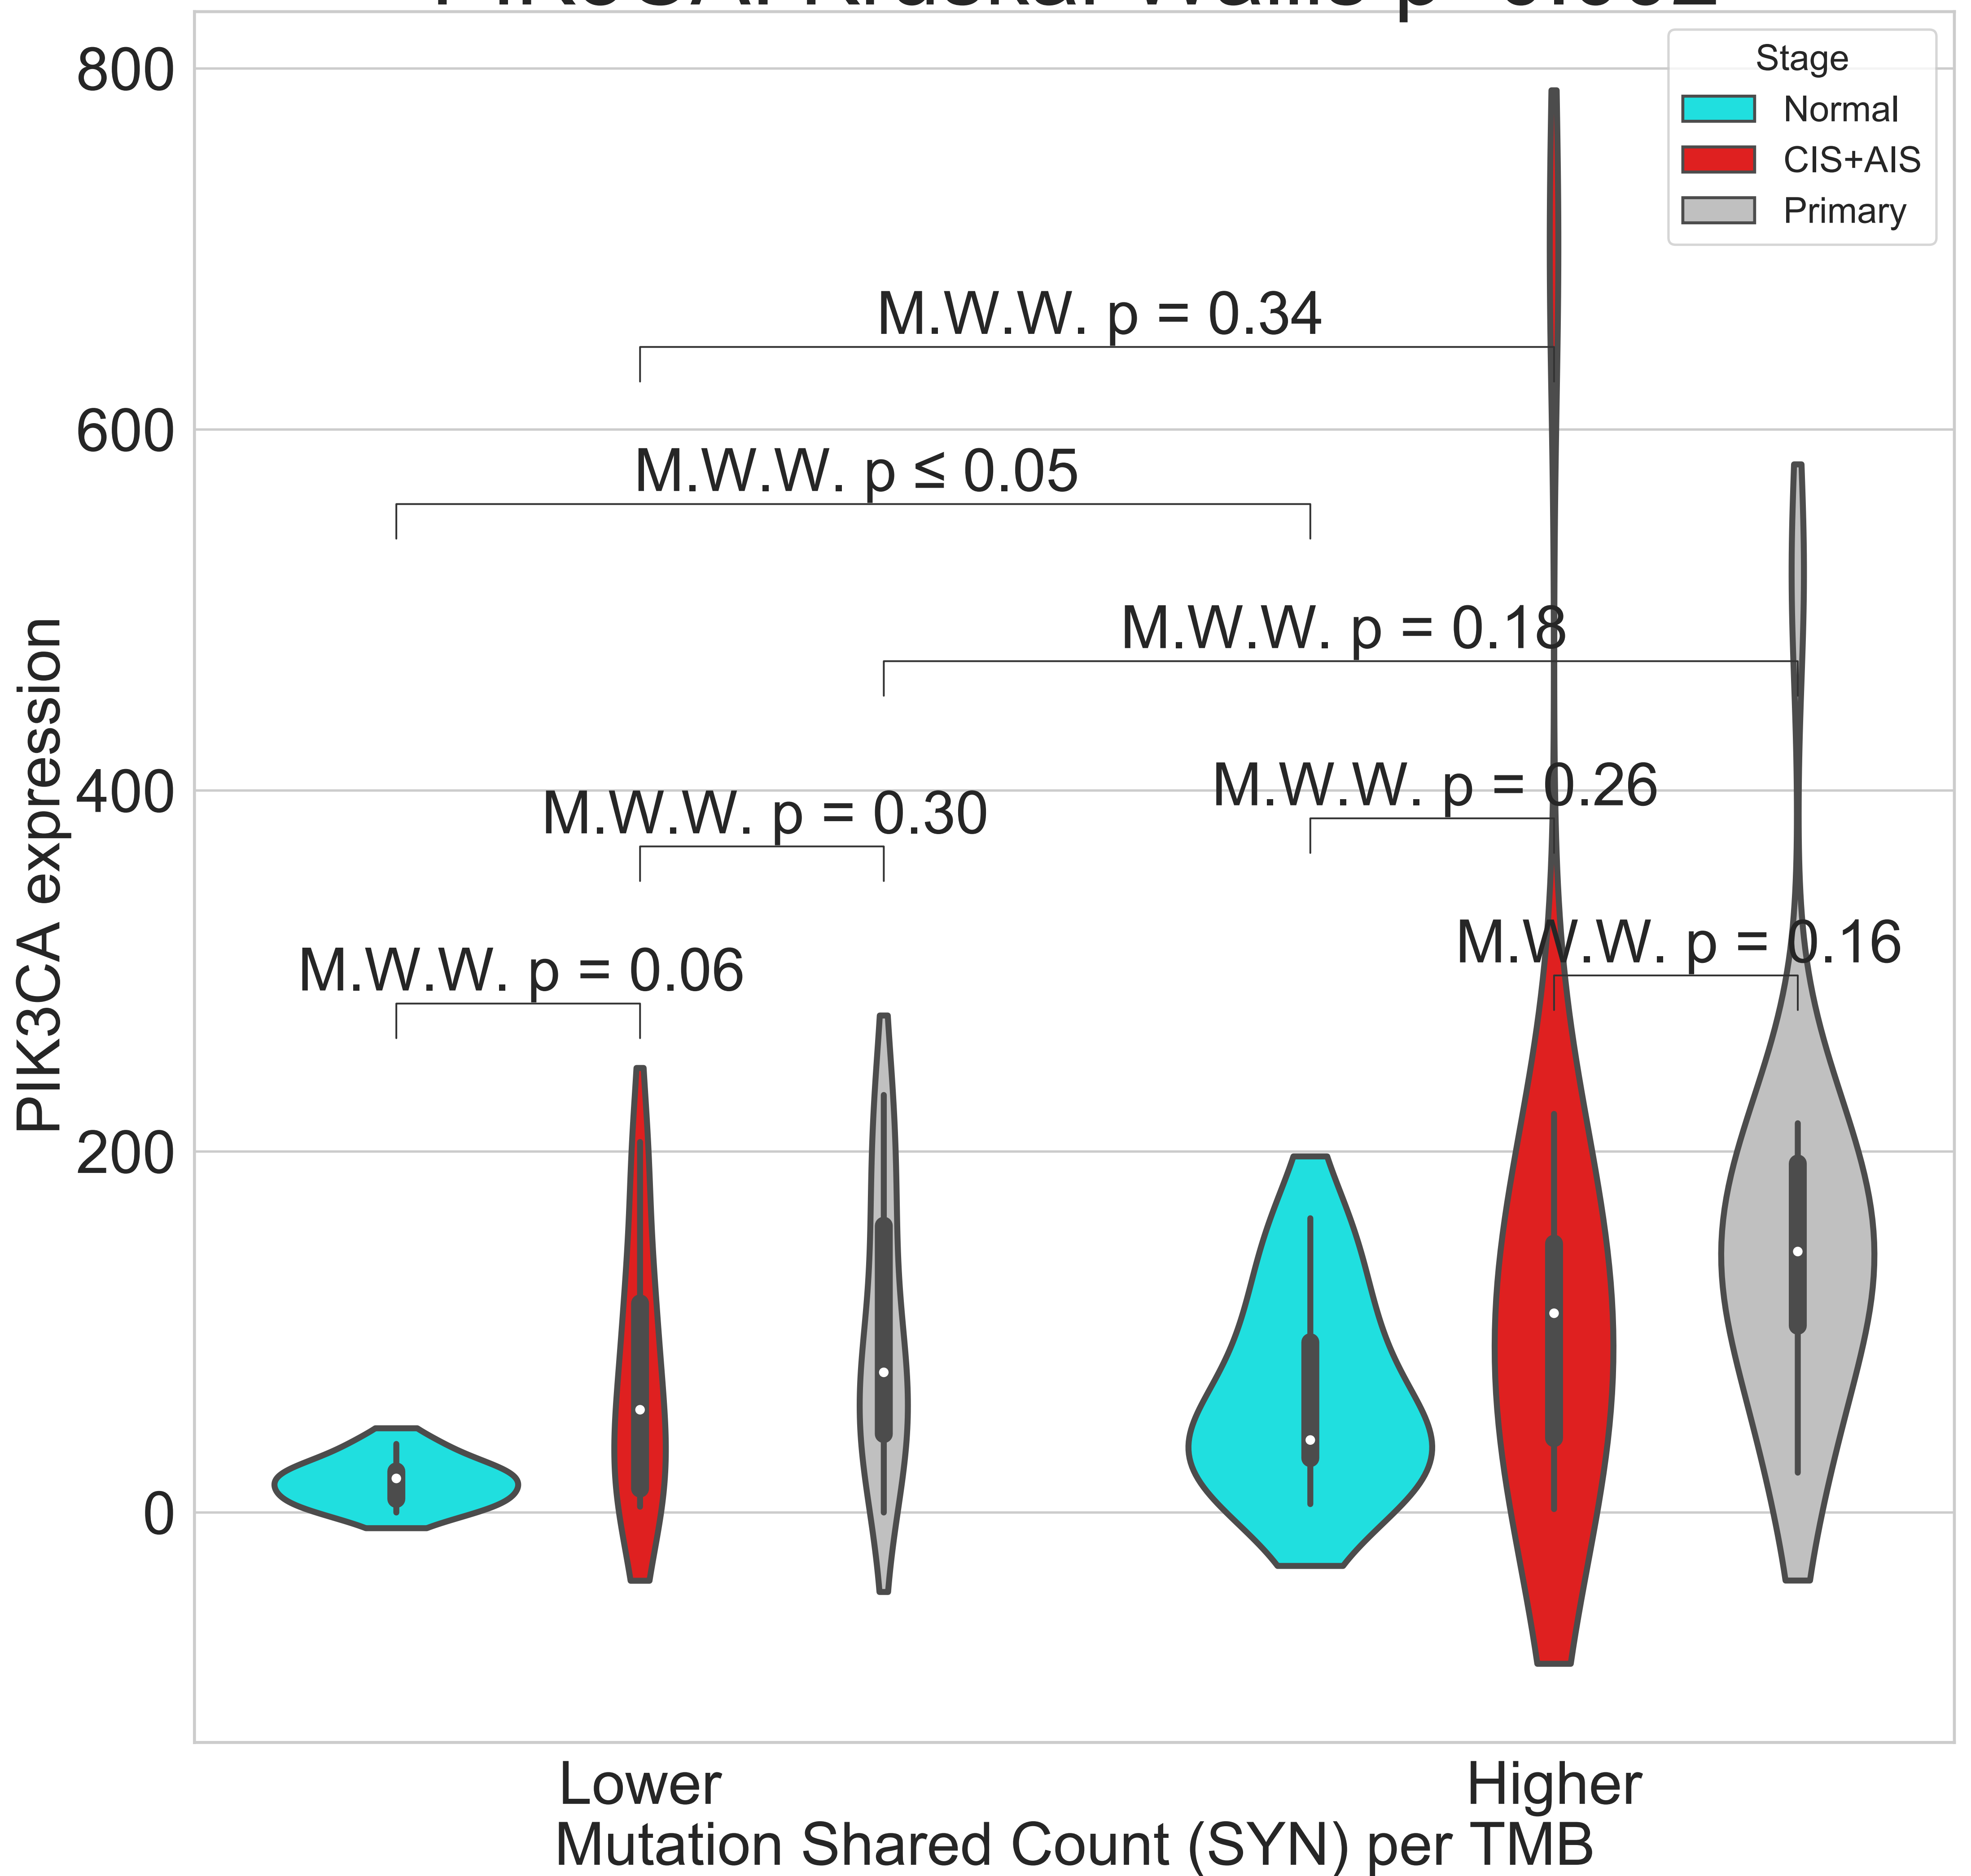 800
Stage
Normal
CIS+AIS
Primary
M.W.W. p = 0.34
600
M.W.W. p ≤ 0.05
M.W.W. p = 0.18
PIK3CA expression
400
M.W.W. p = 0.26
M.W.W. p = 0.30
M.W.W. p = 0.16
M.W.W. p = 0.06
200
0
Lower
Higher
Mutation Shared Count (SYN) per TMB